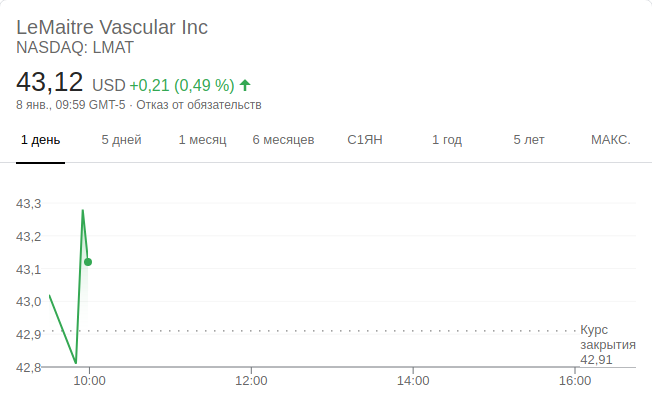 LeMaitre Vascular Inc
NASDAQ: LMAT
43,12 USD +0,21 (0,49 %)
8 янв., 09:59 GMT-5 · Отказ от обязательств
1 день 5 дней 1 месяц 6 месяцев С1ЯН 1 год 5 лет МАКС.
43,3
43,2
43,1
43,0
42,9
42,8
Курс
закрытия
42,91
10:00 12:00 14:00 16:00